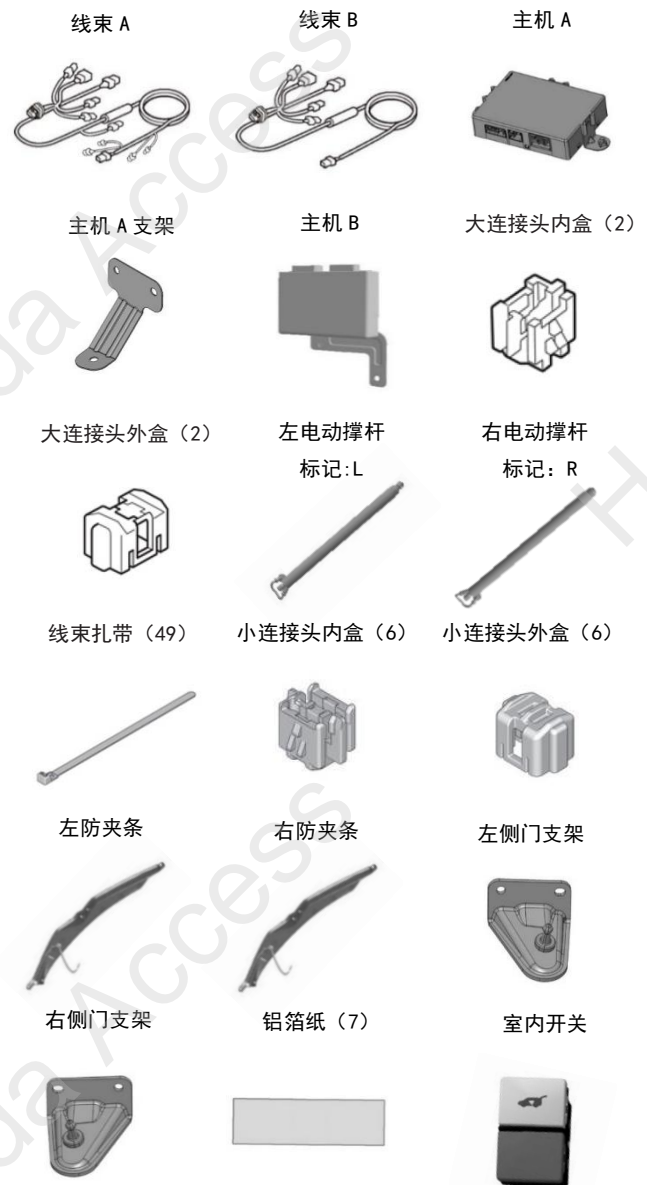 线束 A
线束 B
主机 A
主机 A 支架
主机 B
大连接头内盒（2）
大连接头外盒（2）
左电动撑杆
标记:L
右电动撑杆
标记：R
线束扎带（49）
小连接头内盒（6）
小连接头外盒（6）
左防夹条
右防夹条
左侧门支架
右侧门支架
铝箔纸（7）
室内开关
da Access
da Access
H